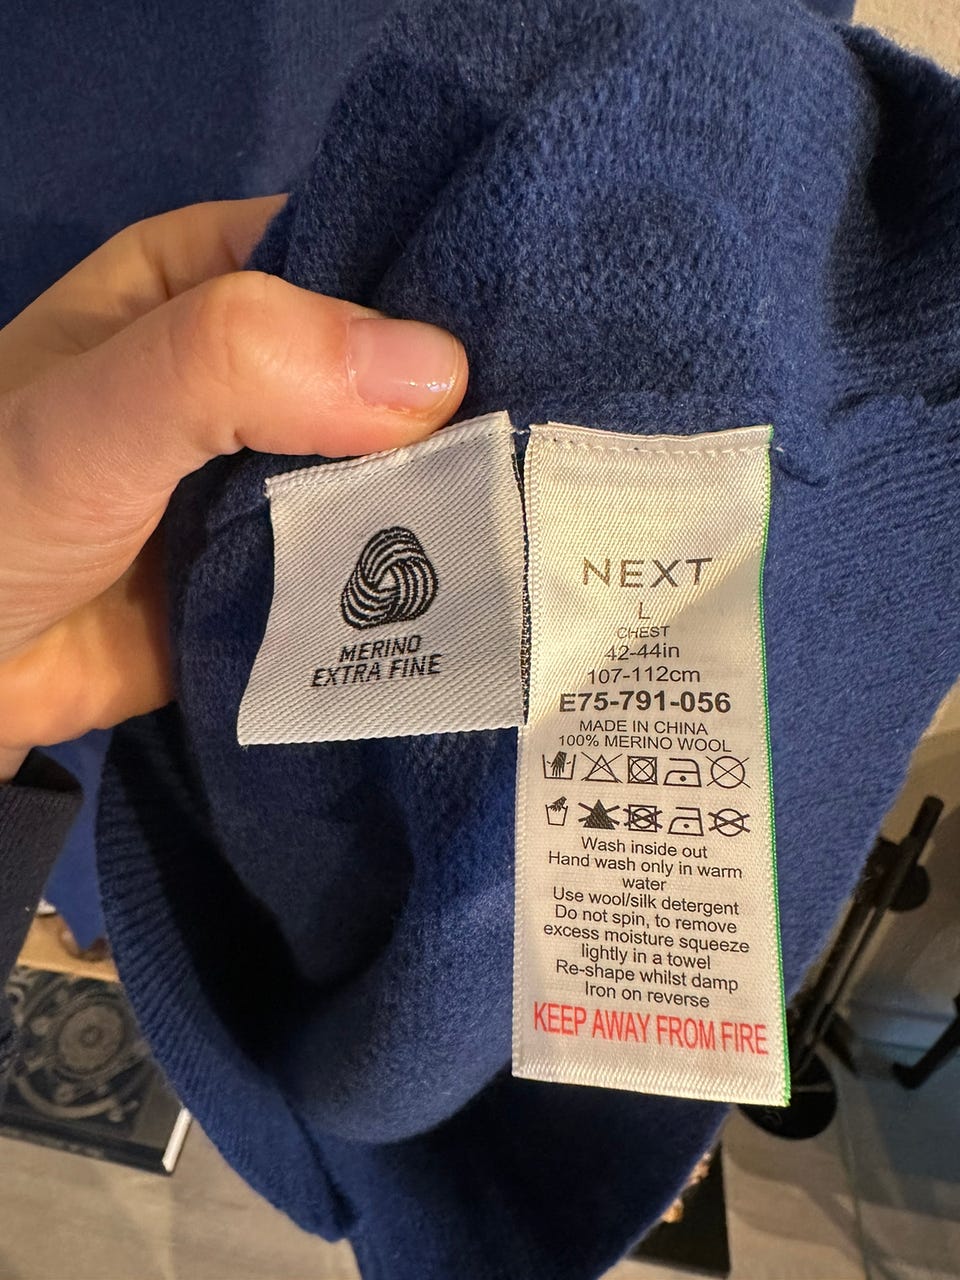 MERINO
EXTRA FINE
NEXT
L
CHEST
42-44in
107-112cm
E75-791-056
MADE IN CHINA
100% MERINO WOOL
Wash inside out
Hand wash only in warm
water
Use wool/silk detergent
Do not spin, to remove
excess moisture squeeze
lightly in a towel
Re-shape whilst damp
Iron on reverse
KEEP AWAY FROM FIRE